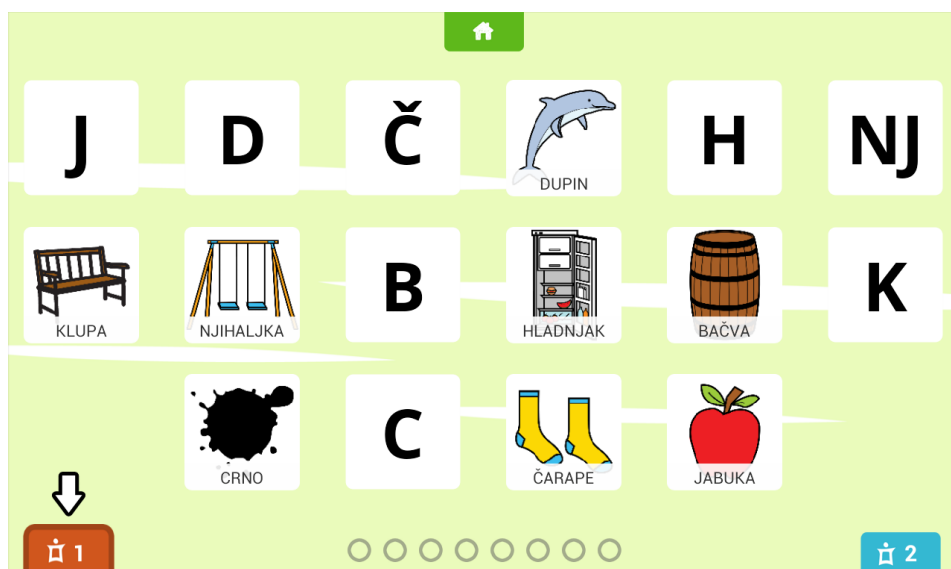 J
D
Č
DUPIN
H
NJ
KLUPA
NJIHALJKA
B
HLADNJAK
BAČVA
K
CRNO
C
ČARAPE
JABUKA
1
2